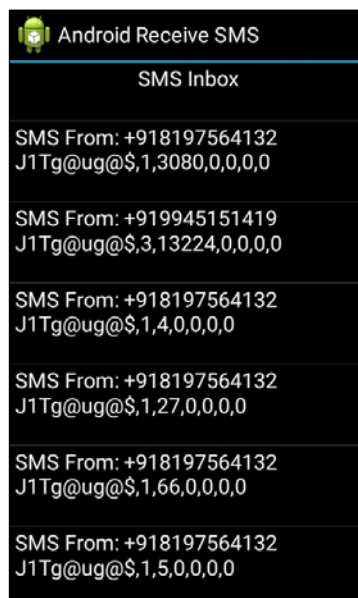 Android Receive SMS
SMS Inbox
SMS From: +918197564132
J1Tg@ug@$,1,3080,0,0,0,0
SMS From: +919945151419
J1Tg@ug@$,3,13224,0,0,0,0
SMS From: +918197564132
J1Tg@ug@$,1,4,0,0,0,0
SMS From: +918197564132
J1Tg@ug@$,1,27,0,0,0,0
SMS From: +918197564132
J1Tg@ug@$,1,66,0,0,0,0
SMS From: +918197564132
J1Tg@ug@$,1,5,0,0,0,0